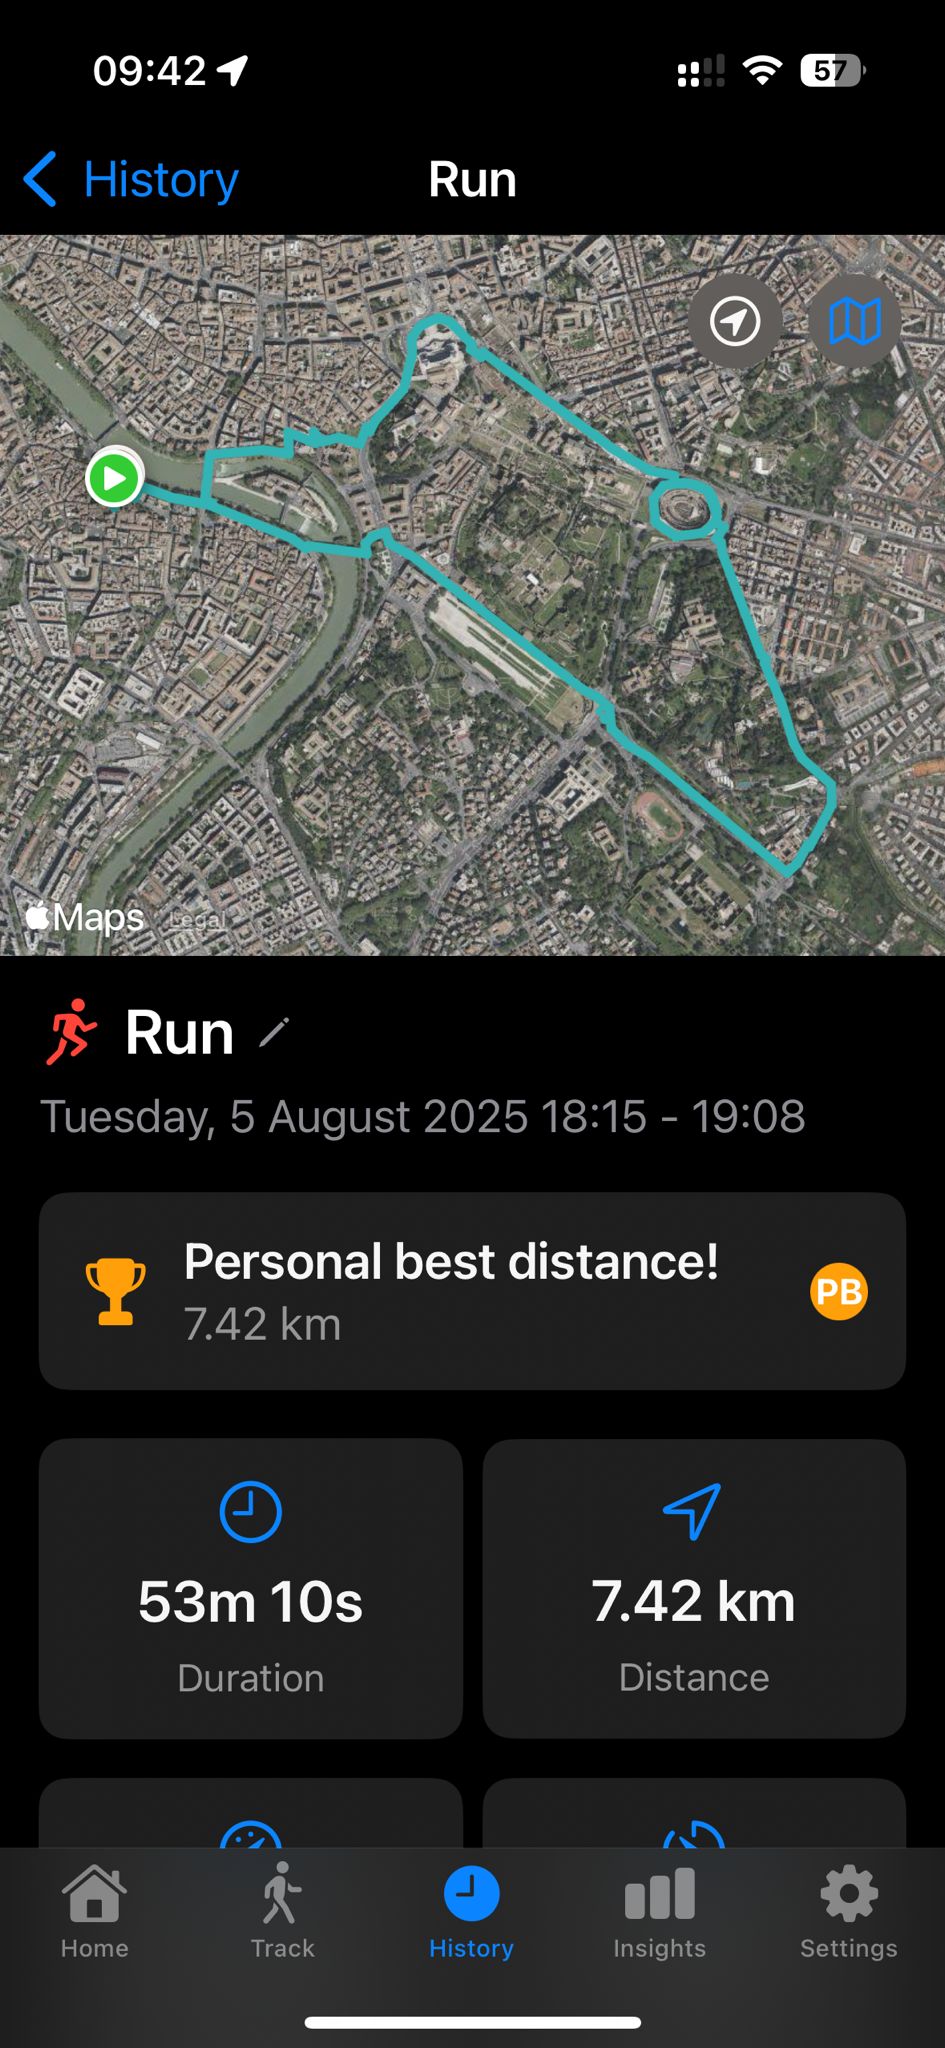 09:42
57
History
Run
Maps Legal
Run
Tuesday, 5 August 2025 18:15 - 19:08
Personal best distance!
7.42 km
PB
53m 10s
Duration
7.42 km
Distance
Home
Track
History
Insights
Settings